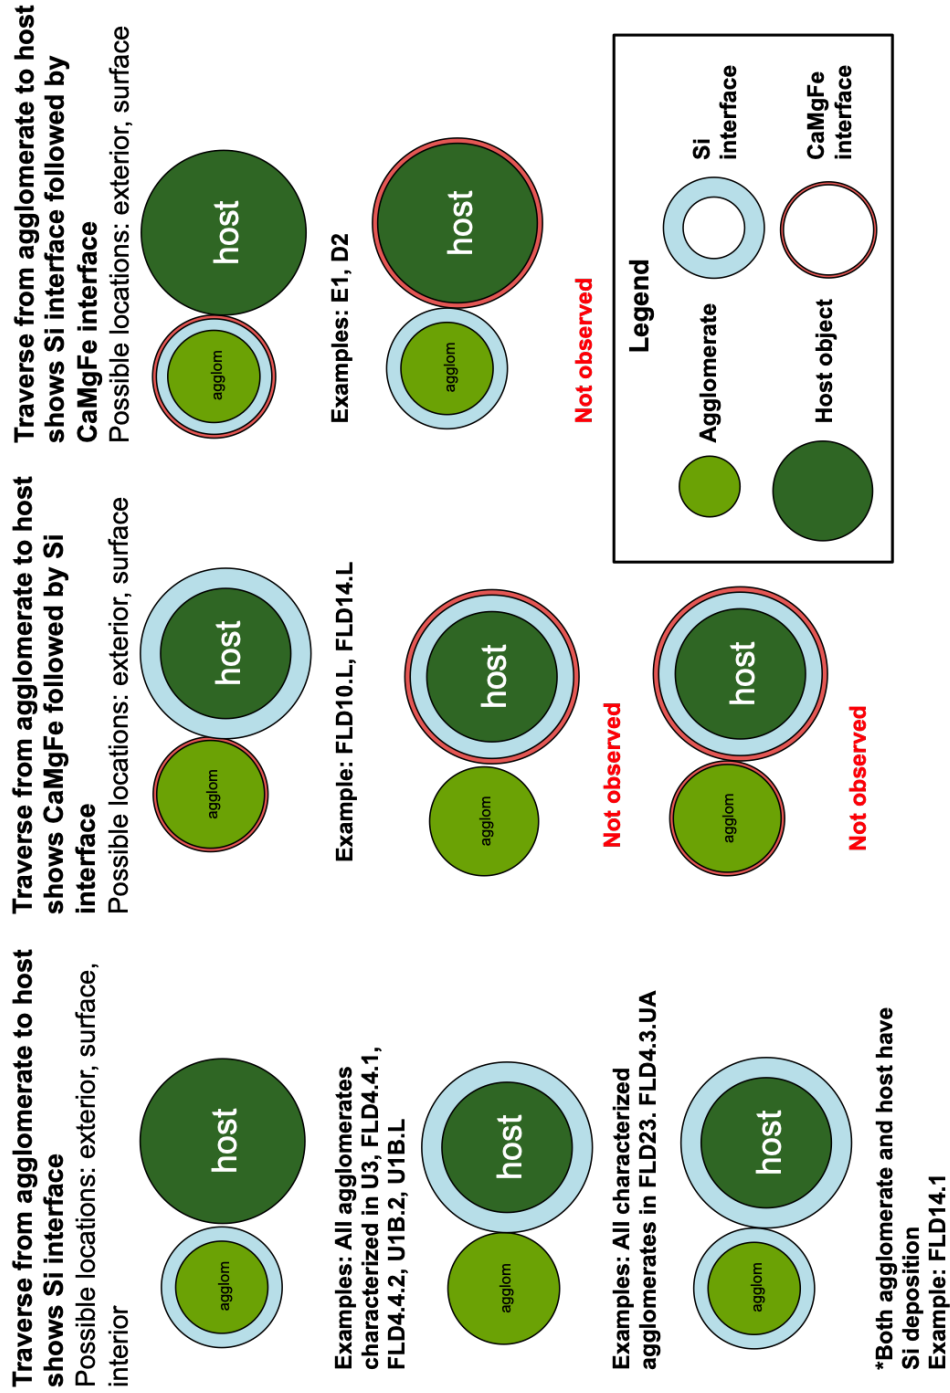 Traverse from agglomerate to host
shows Si interface
Possible locations: exterior, surface,
interior
agglom
host
Examples: All agglomerates
characterized in U3, FLD4.4.1,
FLD4.4.2, U1B.2, U1B.L
agglom
host
Examples: All characterized
agglomerates in FLD23. FLD4.3.UA
agglom
host
*Both agglomerate and host have
Si deposition
Example: FLD14.1
Traverse from agglomerate to host
shows CaMgFe followed by Si
interface
Possible locations: exterior, surface
agglom
host
Example: FLD10.L, FLD14.L
agglom
host
Not observed
agglom
host
Not observed
Traverse from agglomerate to host
shows Si interface followed by
CaMgFe interface
Possible locations: exterior, surface
agglom
host
Examples: E1, D2
agglom
host
Not observed
Legend
Agglomerate
Si
interface
Host object
CaMgFe
interface